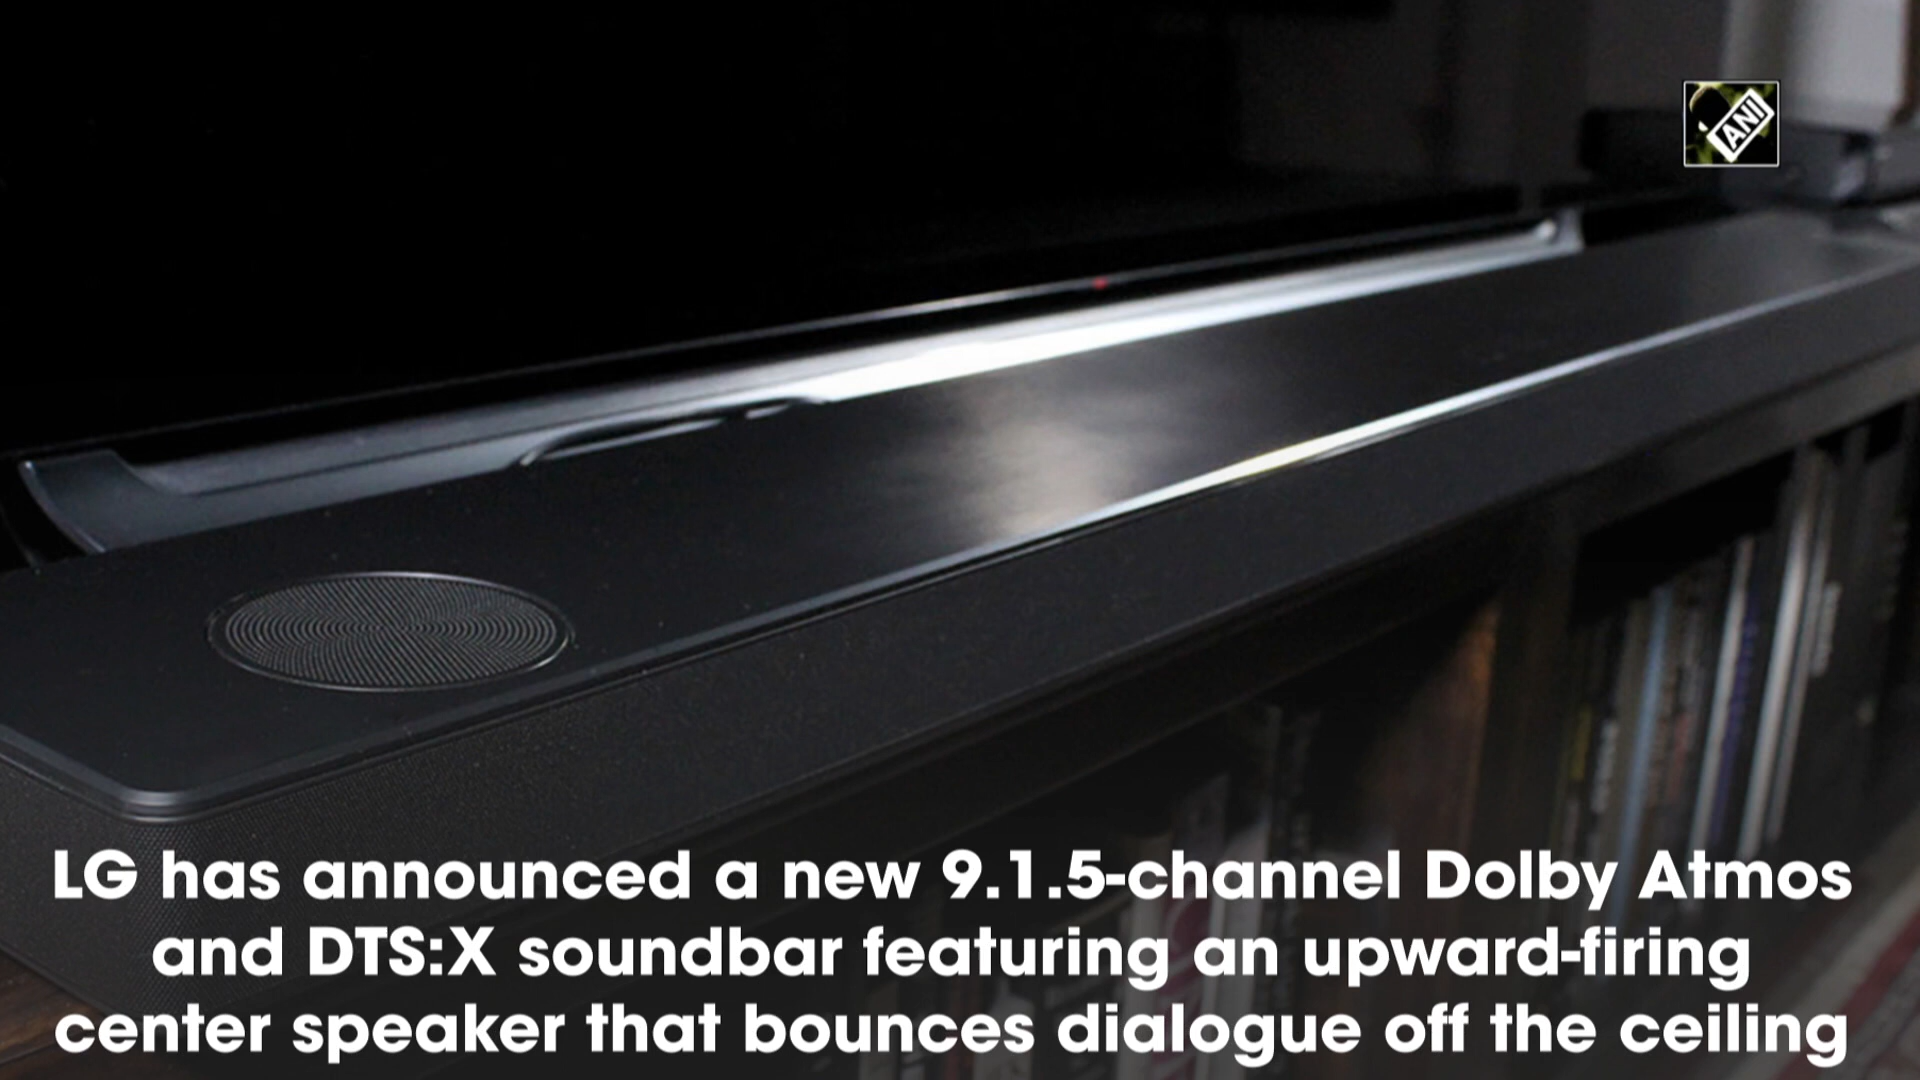 ANI
LG has announced a new 9.1.5-channel Dolby Atmos
and DTS:X soundbar featuring an upward-firing
center speaker that bounces dialogue off the ceiling